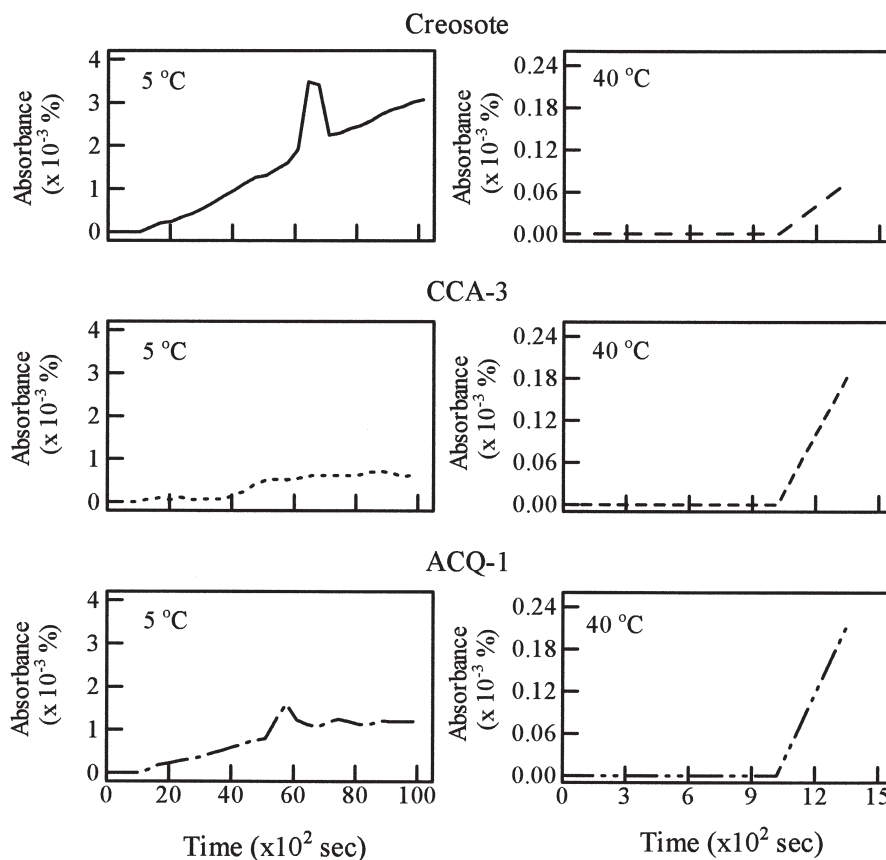 Creosote
Absorbance
(x 10⁻³ %)
4
3
2
1
0
5 °C
Absorbance
(x 10⁻³ %)
0.24
0.18
0.12
0.06
0.00
40 °C
CCA-3
Absorbance
(x 10⁻³ %)
4
3
2
1
0
5 °C
Absorbance
(x 10⁻³ %)
0.24
0.18
0.12
0.06
0.00
40 °C
ACQ-1
Absorbance
(x 10⁻³ %)
4
3
2
1
0
5 °C
0 20 40 60 80 100
Time (x10² sec)
Absorbance
(x 10⁻³ %)
0.24
0.18
0.12
0.06
0.00
40 °C
0 3 6 9 12 15
Time (x10² sec)